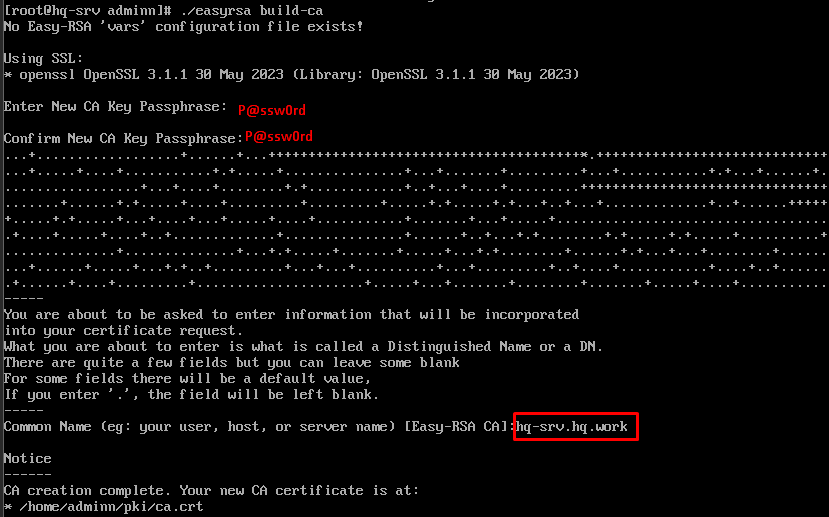 [root@hq-srv adminn]# ./easyrsa build-ca
No Easy-RSA 'vars' configuration file exists!
Using SSL:
* openssl OpenSSL 3.1.1 30 May 2023 (Library: OpenSSL 3.1.1 30 May 2023)
Enter New CA Key Passphrase: P@ssw0rd
Confirm New CA Key Passphrase: P@ssw0rd
-----
You are about to be asked to enter information that will be incorporated
into your certificate request.
What you are about to enter is what is called a Distinguished Name or a DN.
There are quite a few fields but you can leave some blank
For some fields there will be a default value,
If you enter '.', the field will be left blank.
-----
Common Name (eg: your user, host, or server name) [Easy-RSA CA]:hq-srv.hq.work
Notice
------
CA creation complete. Your new CA certificate is at:
* /home/adminn/pki/ca.crt